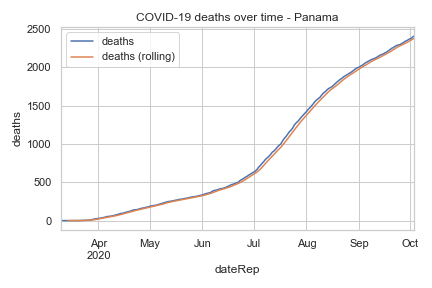 COVID-19 deaths over time - Panama
deaths
deaths (rolling)
2500
2000
1500
1000
500
0
deaths
Apr
2020
May
Jun
Jul
Aug
Sep
Oct
dateRep